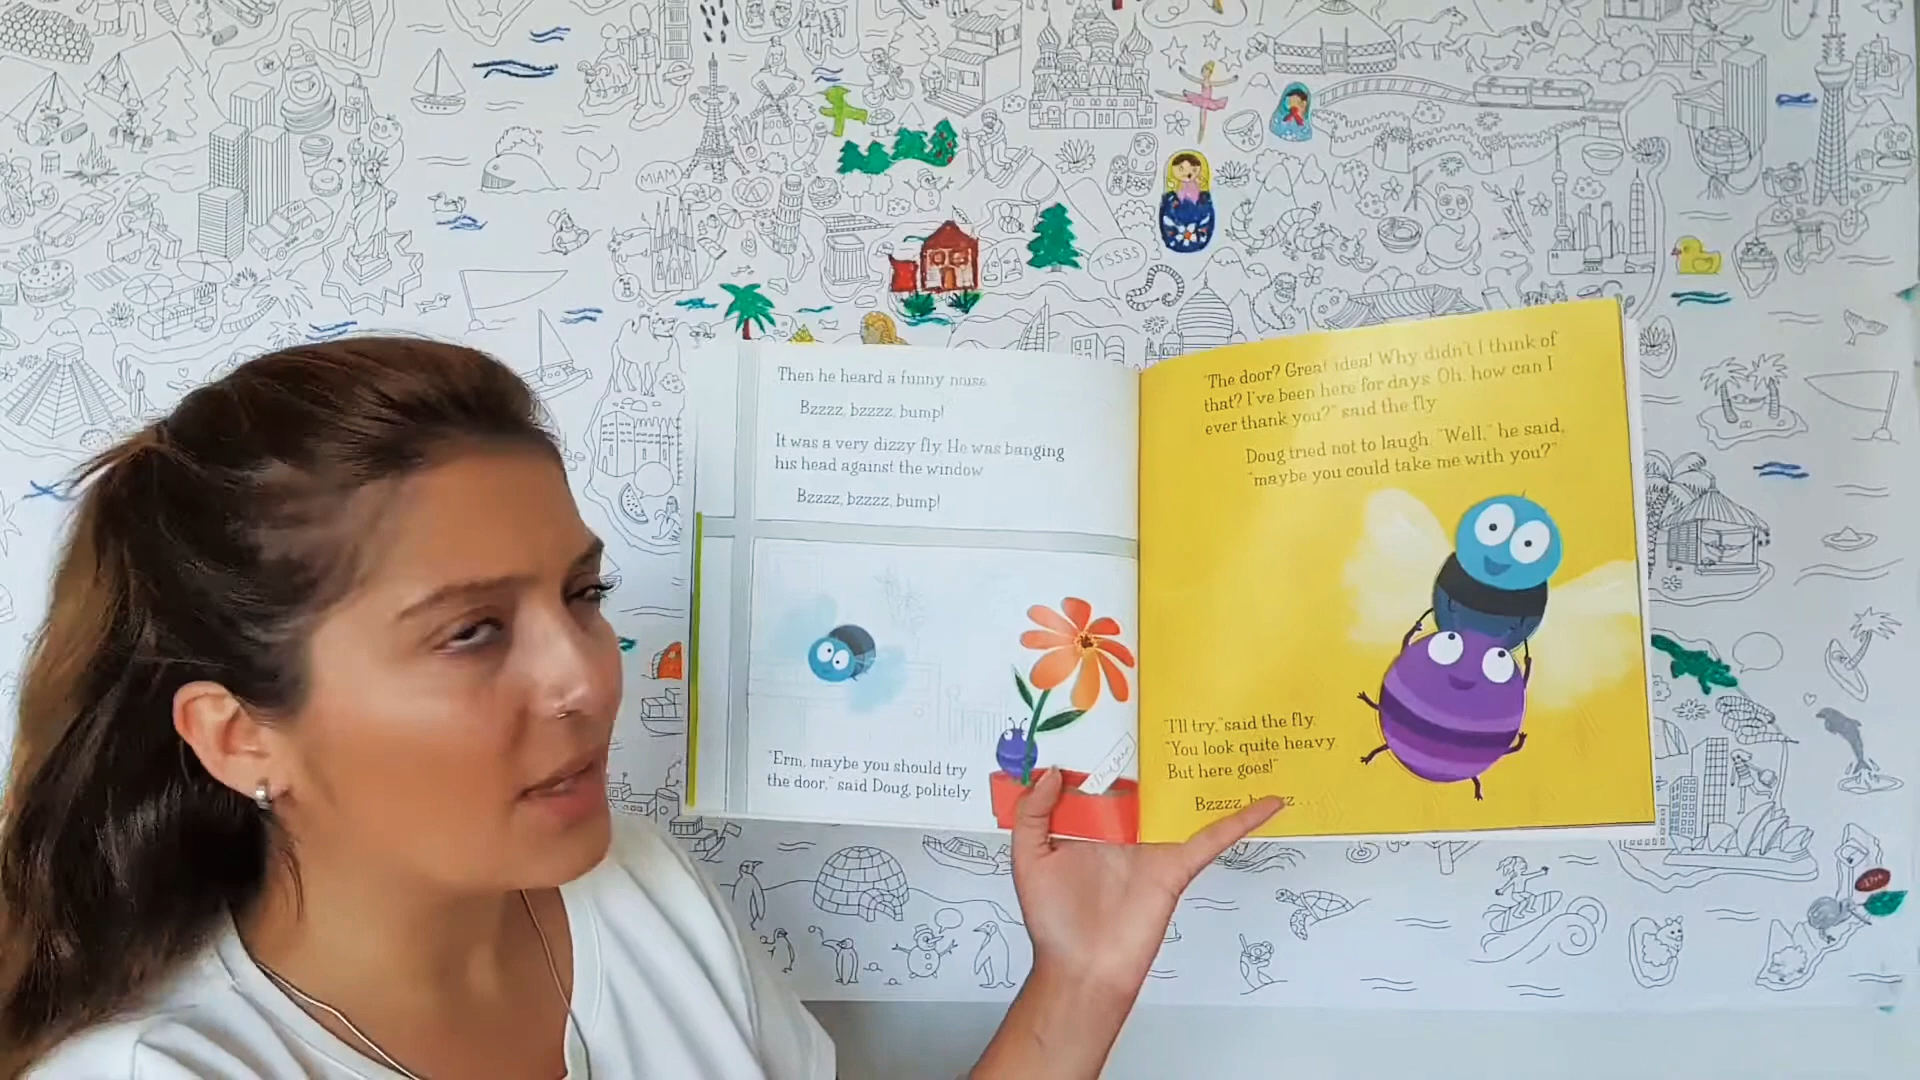 MIAM
TSSSS
Then he heard a funny noise
Bzzzz, bzzzz, bump!
It was a very dizzy fly. He was banging
his head against the window
Bzzzz, bzzzz, bump!
"Erm, maybe you should try
the door," said Doug, politely
"The door? Great idea! Why didn't I think of
that? I've been here for days. Oh, how can I
ever thank you?" said the fly
Doug tried not to laugh. "Well," he said,
"maybe you could take me with you?"
"I'll try," said the fly.
"You look quite heavy.
But here goes!"
Bzzzz,